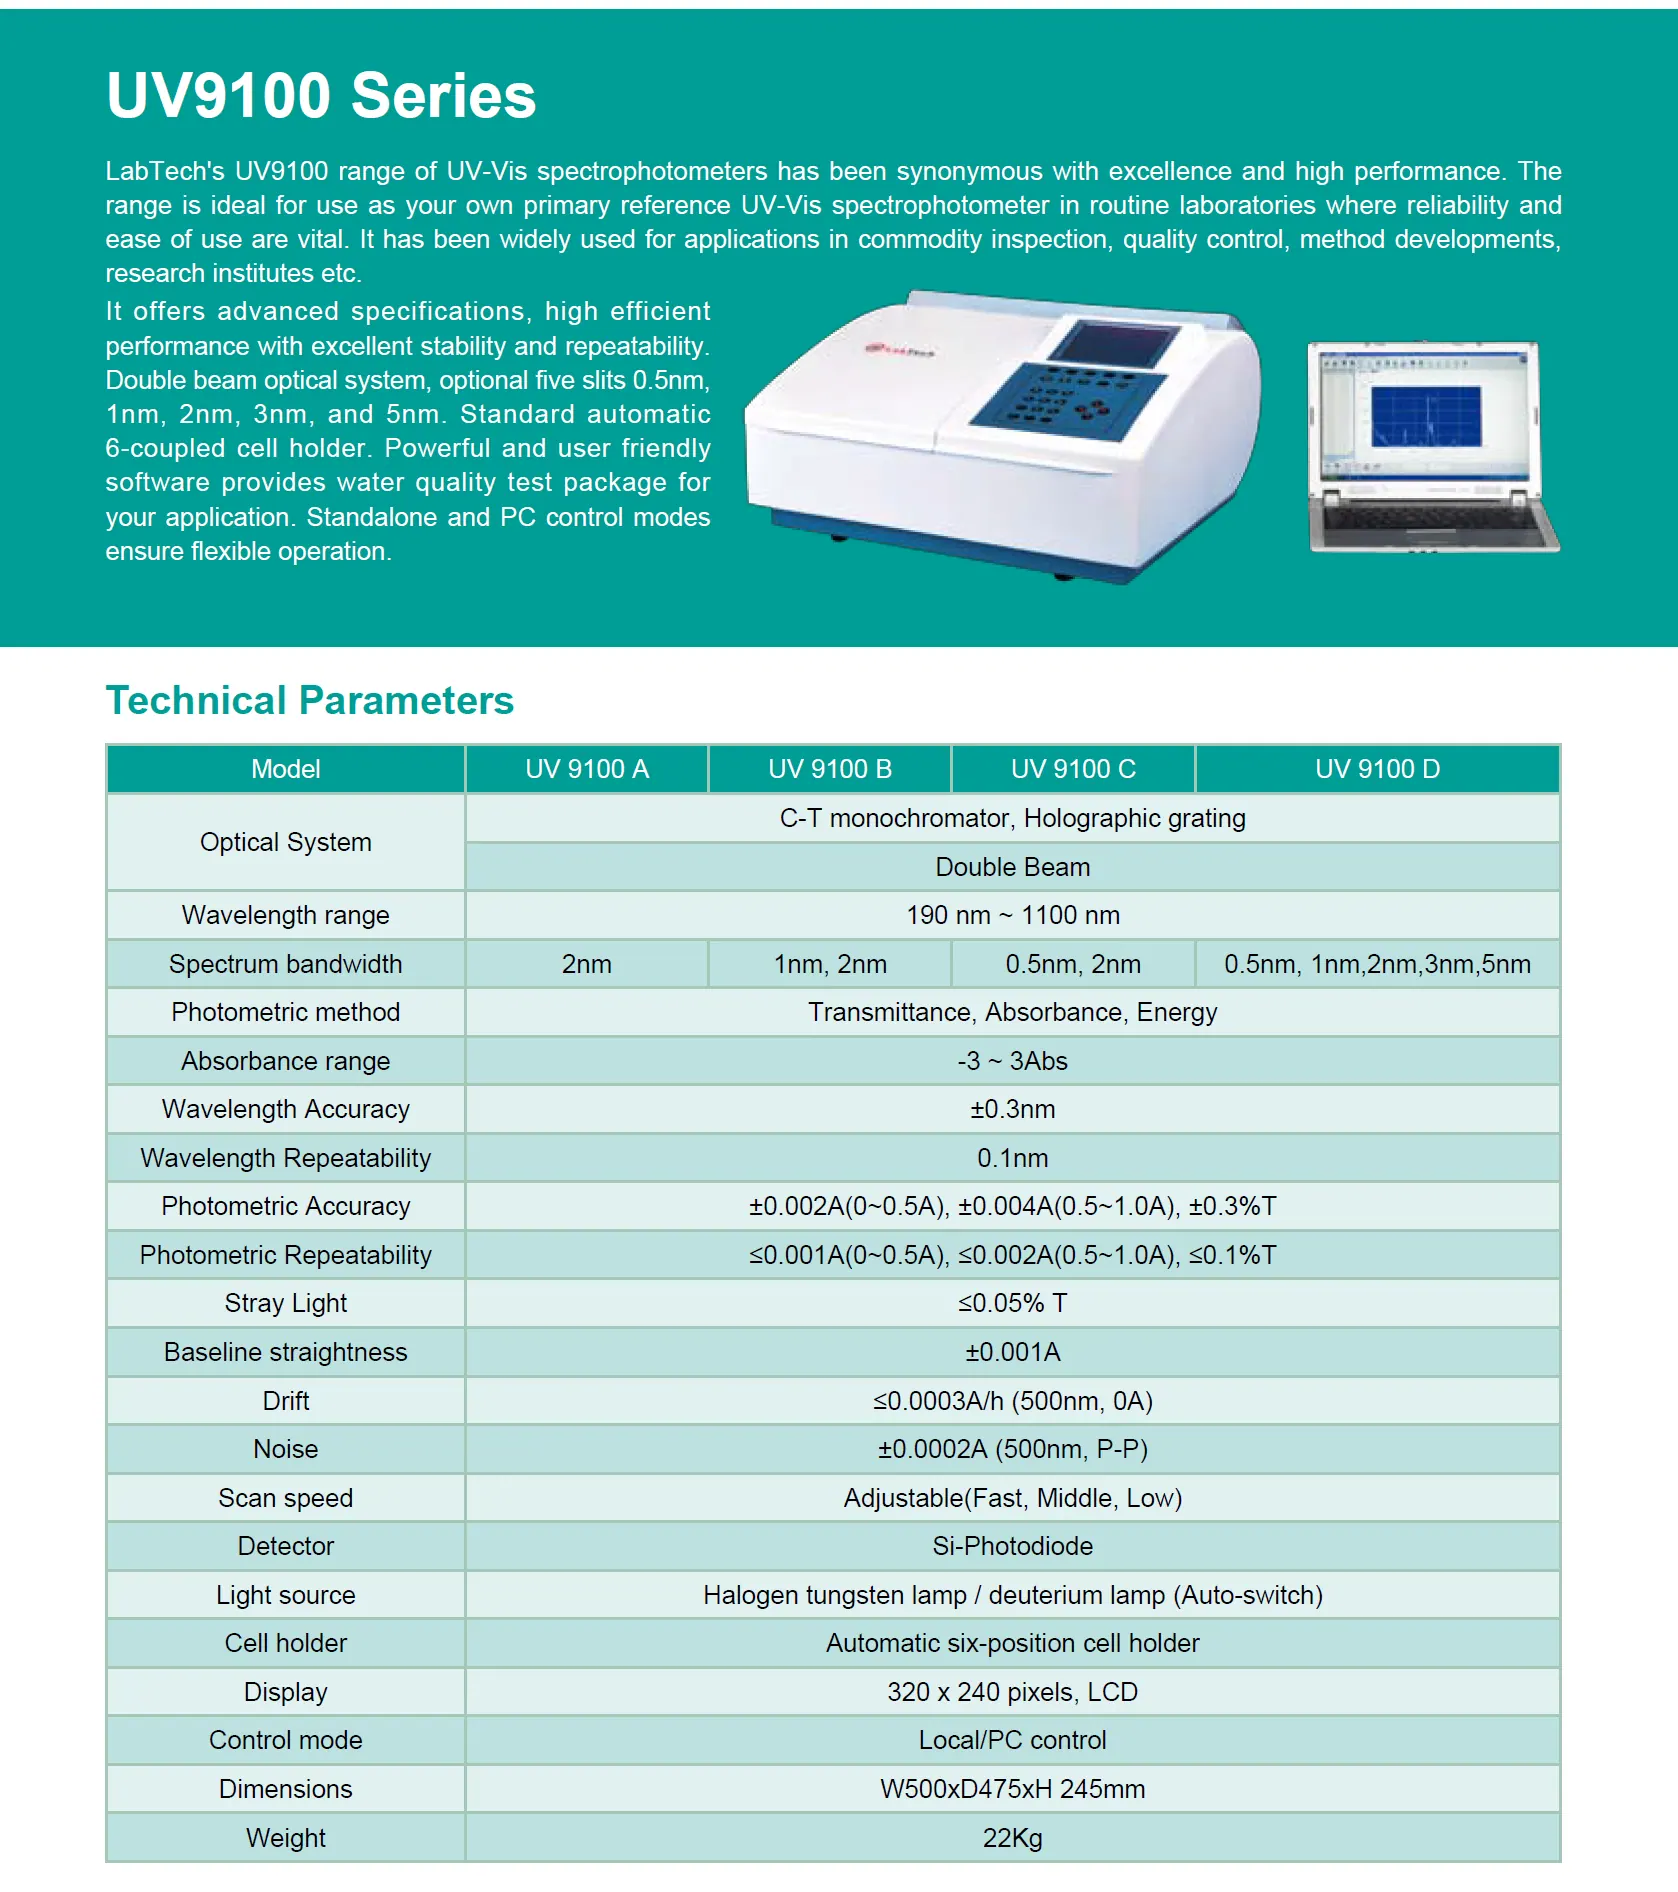 UV9100 Series
LabTech's UV9100 range of UV-Vis spectrophotometers has been synonymous with excellence and high performance. The
range is ideal for use as your own primary reference UV-Vis spectrophotometer in routine laboratories where reliability and
ease of use are vital. It has been widely used for applications in commodity inspection, quality control, method developments,
research institutes etc.
It offers advanced specifications, high efficient
performance with excellent stability and repeatability.
Double beam optical system, optional five slits 0.5nm,
1nm, 2nm, 3nm, and 5nm. Standard automatic
6-coupled cell holder. Powerful and user friendly
software provides water quality test package for
your application. Standalone and PC control modes
ensure flexible operation.
LabTech
Technical Parameters
Model UV 9100 A UV 9100 B UV 9100 C UV 9100 D
Optical System C-T monochromator, Holographic grating
Double Beam
Wavelength range 190 nm ~ 1100 nm
Spectrum bandwidth 2nm 1nm, 2nm 0.5nm, 2nm 0.5nm, 1nm,2nm,3nm,5nm
Photometric method Transmittance, Absorbance, Energy
Absorbance range -3 ~ 3Abs
Wavelength Accuracy ±0.3nm
Wavelength Repeatability 0.1nm
Photometric Accuracy ±0.002A(0~0.5A), ±0.004A(0.5~1.0A), ±0.3%T
Photometric Repeatability ≤0.001A(0~0.5A), ≤0.002A(0.5~1.0A), ≤0.1%T
Stray Light ≤0.05% T
Baseline straightness ±0.001A
Drift ≤0.0003A/h (500nm, 0A)
Noise ±0.0002A (500nm, P-P)
Scan speed Adjustable(Fast, Middle, Low)
Detector Si-Photodiode
Light source Halogen tungsten lamp / deuterium lamp (Auto-switch)
Cell holder Automatic six-position cell holder
Display 320 x 240 pixels, LCD
Control mode Local/PC control
Dimensions W500xD475xH 245mm
Weight 22Kg